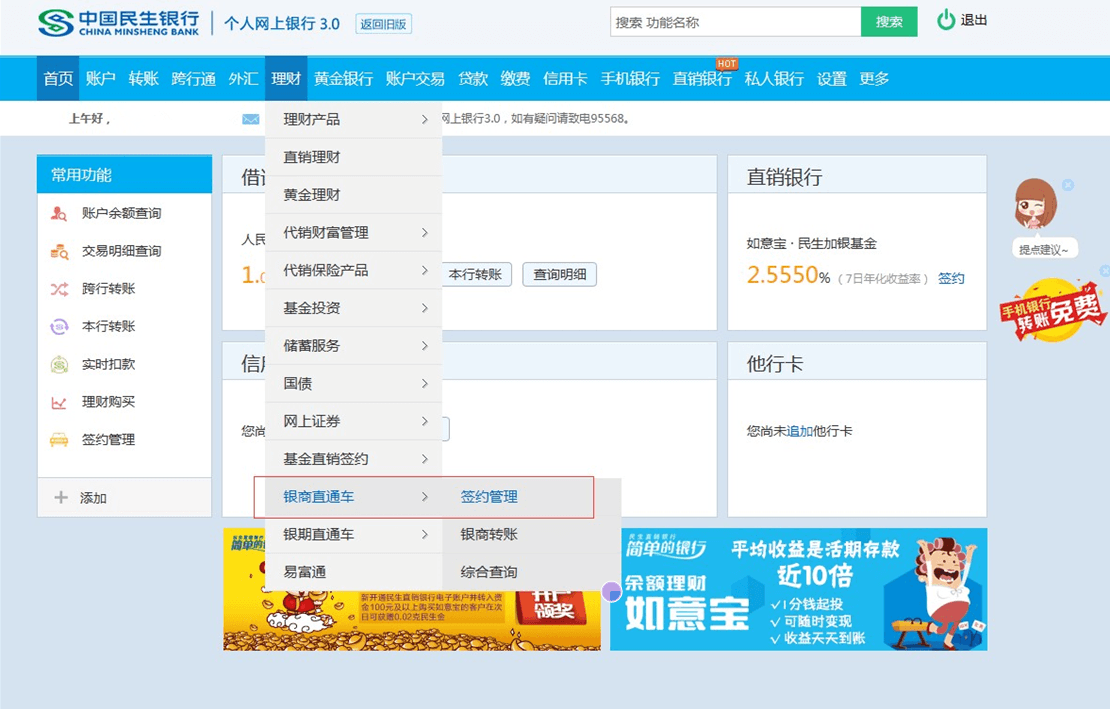 中国民生银行
CHINA MINSHENG BANK
个人网上银行 3.0
返回旧版
搜索 功能名称
搜索
退出
首页 账户 转账 跨行通 外汇 理财 黄金银行 账户交易 贷款 缴费 信用卡 手机银行 直销银行 私人银行 设置 更多
HOT
上午好，
网上银行3.0，如有疑问请致电95568。
常用功能
账户余额查询
交易明细查询
跨行转账
本行转账
实时扣款
理财购买
签约管理
添加
理财产品
直销理财
黄金理财
代销财富管理
代销保险产品
基金投资
储蓄服务
国债
网上证券
基金直销签约
银商直通车
银期直通车
易富通
签约管理
银商转账
综合查询
借
人民
1.0
本行转账
查询明细
信用
您尚
直销银行
如意宝·民生加银基金
2.5550%（7日年化收益率）签约
他行卡
您尚未追加他行卡
提点建议~
手机银行
转账免费
简单的银
新开通民生直销银行电子账户并转入资
金100元及以上购买如意宝的客户在次
日可获赠0.02克民生金
开户
领奖
民生直销银行
简单的银行
余额理财
如意宝
平均收益是活期存款
近10倍
1分钱起投
可随时变现
收益天天到账